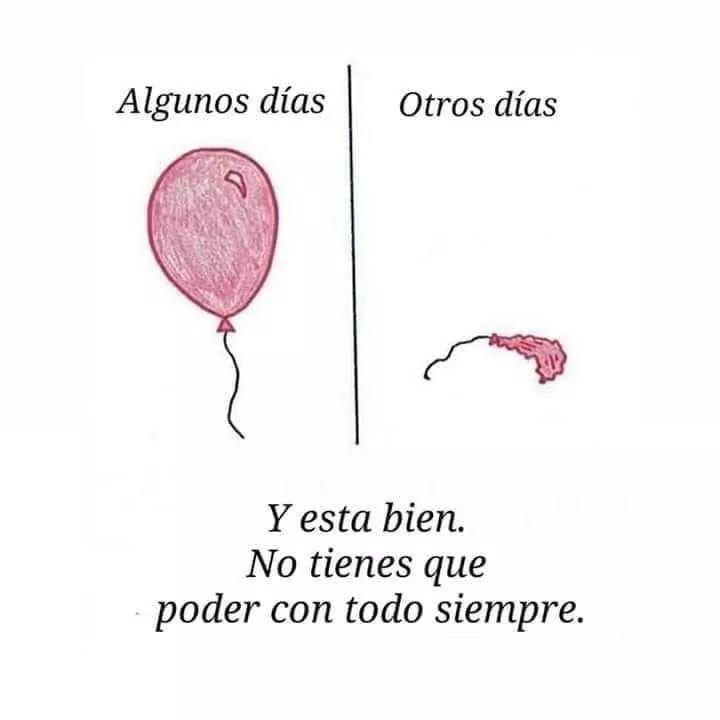 Algunos días
Otros días
Y esta bien.
No tienes que
poder con todo siempre.